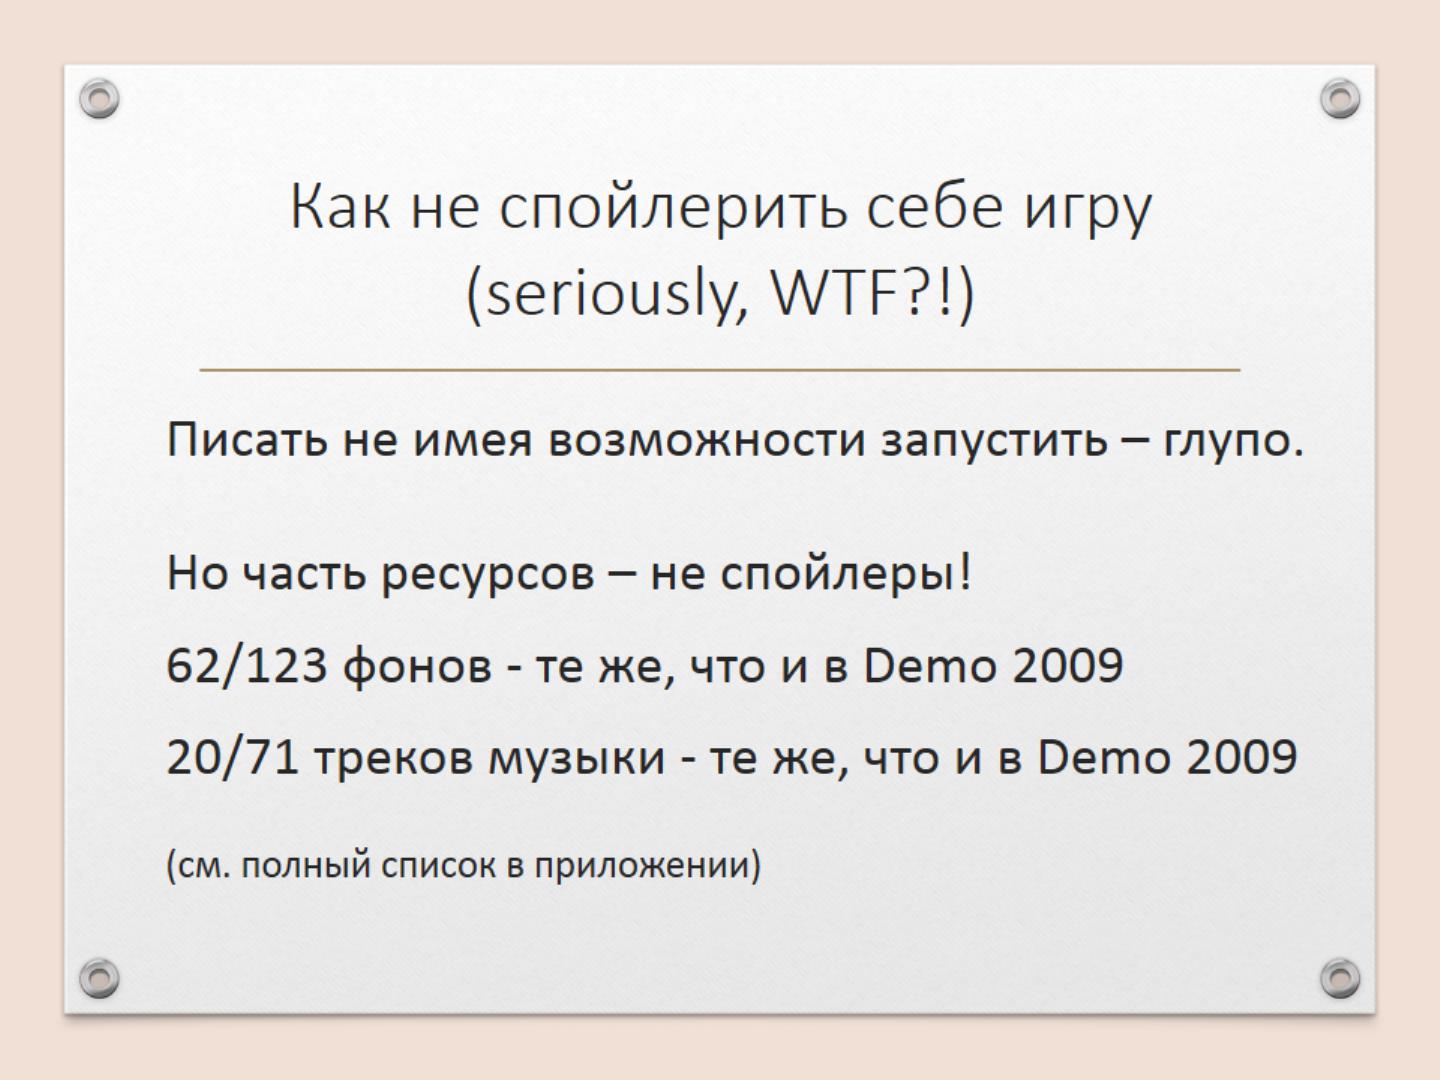 Как не спойлерить себе игру
(seriously, WTF?!)
Писать не имея возможности запустить – глупо.
Но часть ресурсов – не спойлеры!
62/123 фонов - те же, что и в Demo 2009
20/71 треков музыки - те же, что и в Demo 2009
(см. полный список в приложении)